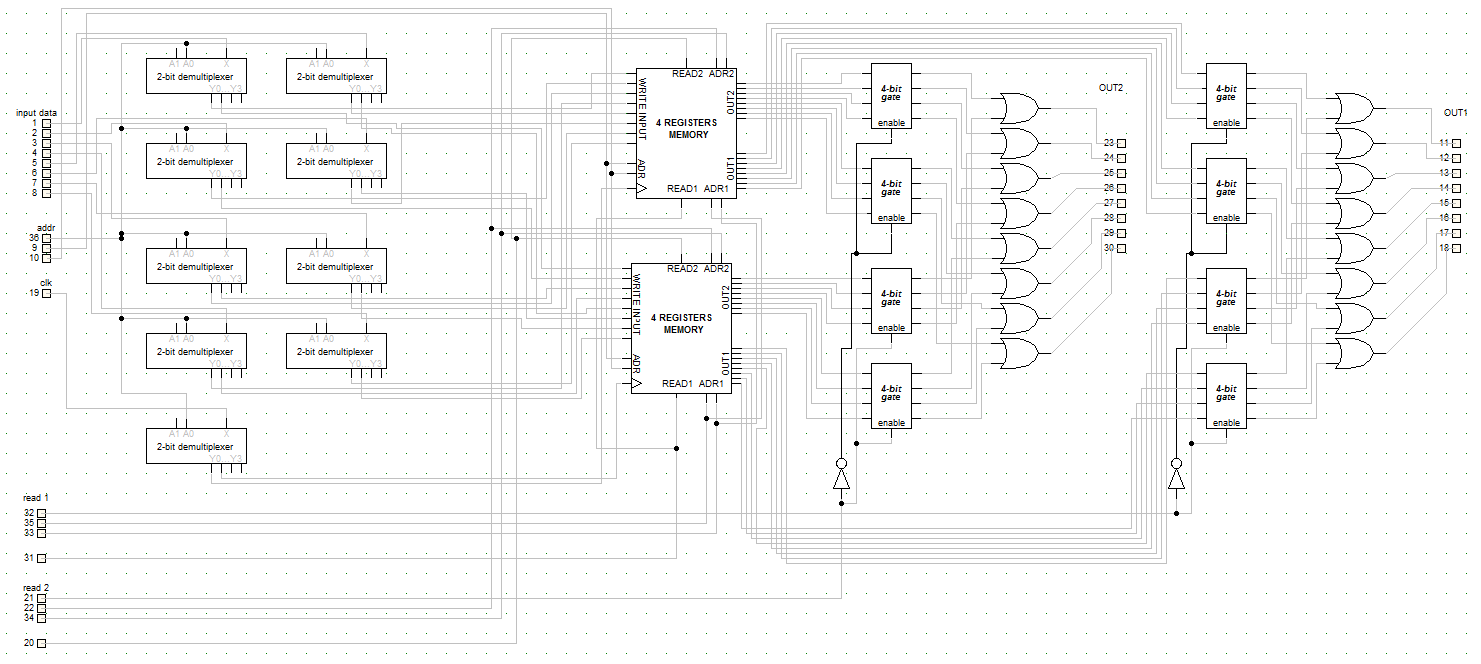 input data
1
2
3
4
5
6
7
8
addr
36
9
10
clk
19
read 1
32
35
33
31
read 2
21
22
34
20
A1 A0 X
2-bit demultiplexer
Y0 Y3
A1 A0 X
2-bit demultiplexer
Y0 Y3
A1 A0 X
2-bit demultiplexer
Y0 Y3
A1 A0 X
2-bit demultiplexer
Y0 Y3
A1 A0 X
2-bit demultiplexer
Y0 Y3
A1 A0 X
2-bit demultiplexer
Y0 Y3
A1 A0 X
2-bit demultiplexer
Y0 Y3
A1 A0 X
2-bit demultiplexer
Y0 Y3
A1 A0 X
2-bit demultiplexer
Y0 Y3
READ2 ADR2
WRITE INPUT
OUT2
4 REGISTERS
MEMORY
ADR
OUT1
READ1 ADR1
READ2 ADR2
WRITE INPUT
OUT2
4 REGISTERS
MEMORY
ADR
OUT1
READ1 ADR1
4-bit
gate
enable
4-bit
gate
enable
4-bit
gate
enable
4-bit
gate
enable
OUT2
23
24
25
26
27
28
29
30
4-bit
gate
enable
4-bit
gate
enable
4-bit
gate
enable
4-bit
gate
enable
OUT1
11
12
13
14
15
16
17
18